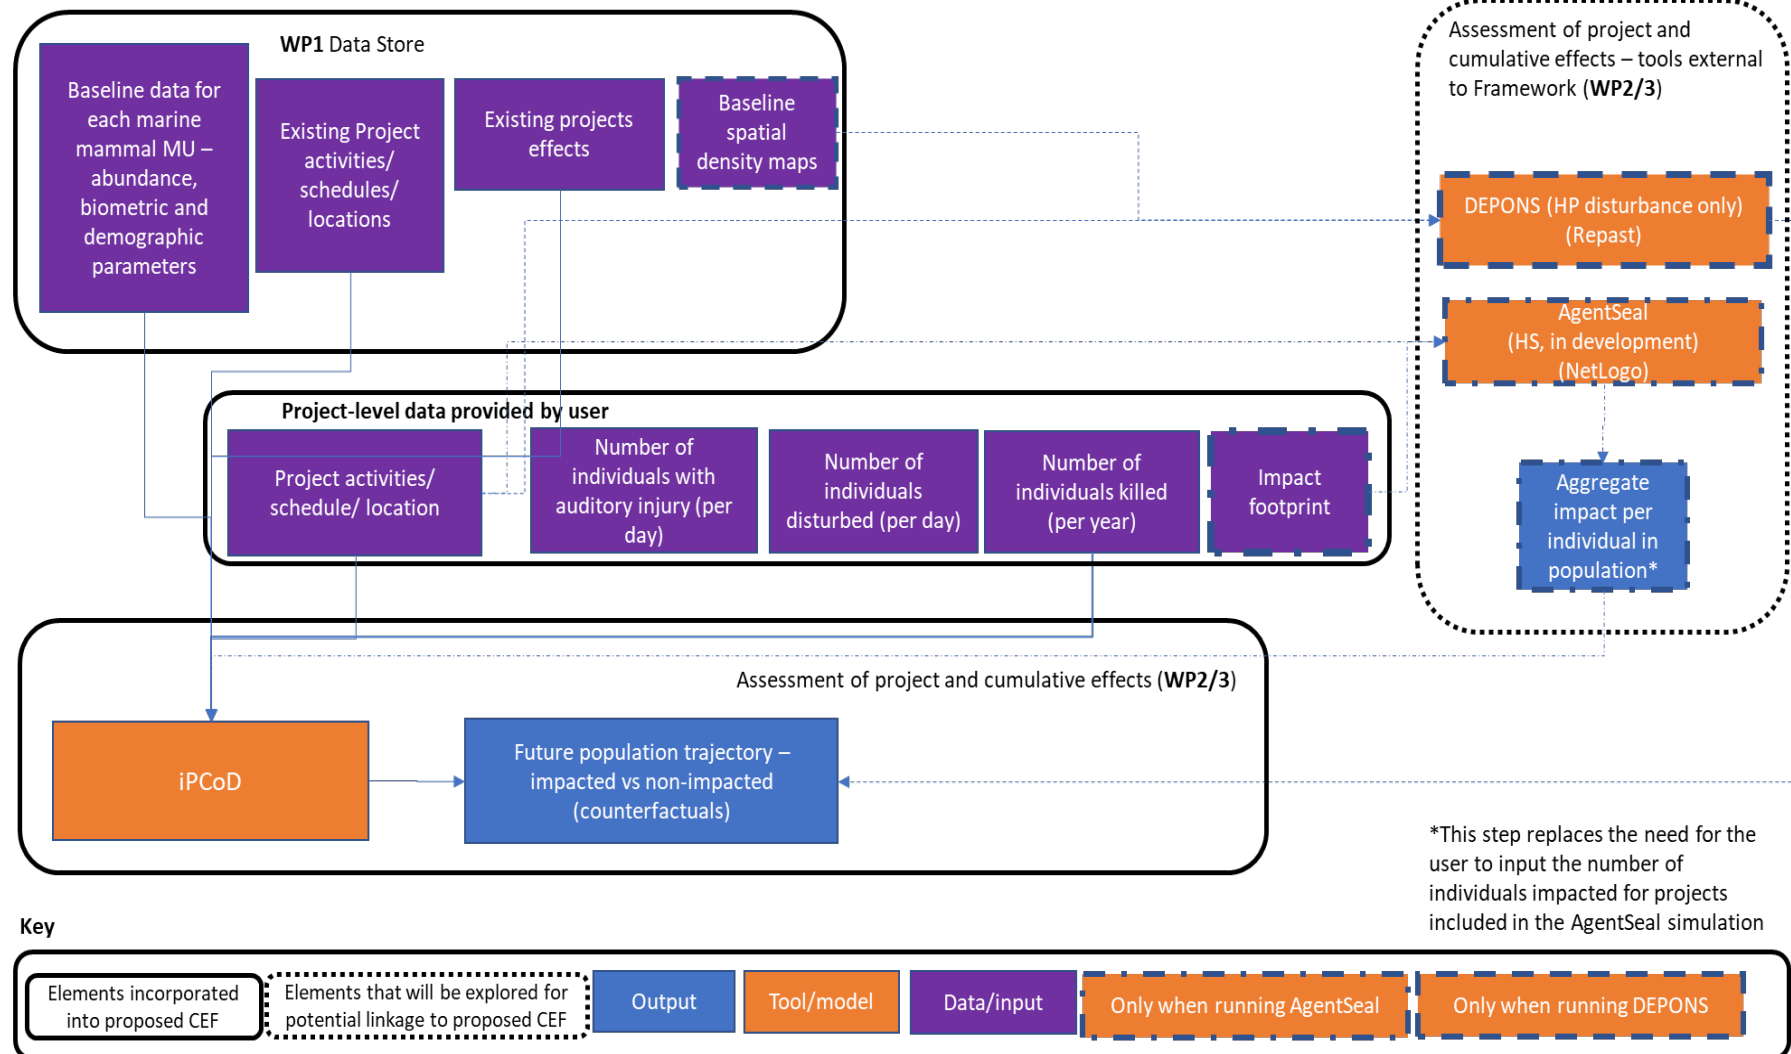 WP1 Data Store
Baseline data for
each marine
mammal MU –
abundance,
biometric and
demographic
parameters
Existing Project
activities/
schedules/
locations
Existing projects
effects
Baseline
spatial
density maps
Assessment of project and
cumulative effects – tools external
to Framework (WP2/3)
DEPONS (HP disturbance only)
(Repast)
AgentSeal
(HS, in development)
(NetLogo)
Aggregate
impact per
individual in
population*
Project-level data provided by user
Project activities/
schedule/ location
Number of
individuals with
auditory injury (per
day)
Number of
individuals
disturbed (per day)
Number of
individuals killed
(per year)
Impact
footprint
Assessment of project and cumulative effects (WP2/3)
iPCoD
Future population trajectory –
impacted vs non-impacted
(counterfactuals)
*This step replaces the need for the
user to input the number of
individuals impacted for projects
included in the AgentSeal simulation
Key
Elements incorporated
into proposed CEF
Elements that will be explored for
potential linkage to proposed CEF
Output
Tool/model
Data/input
Only when running AgentSeal
Only when running DEPONS